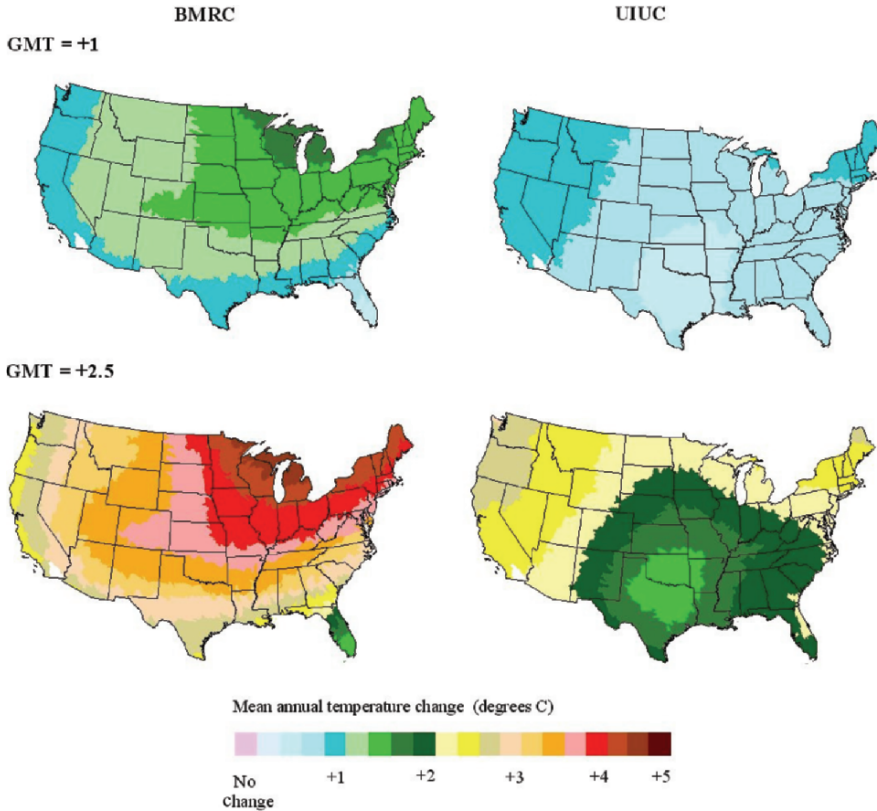 BMRC
UIUC
GMT = +1
GMT = +2.5
Mean annual temperature change (degrees C)
No change
+1
+2
+3
+4
+5